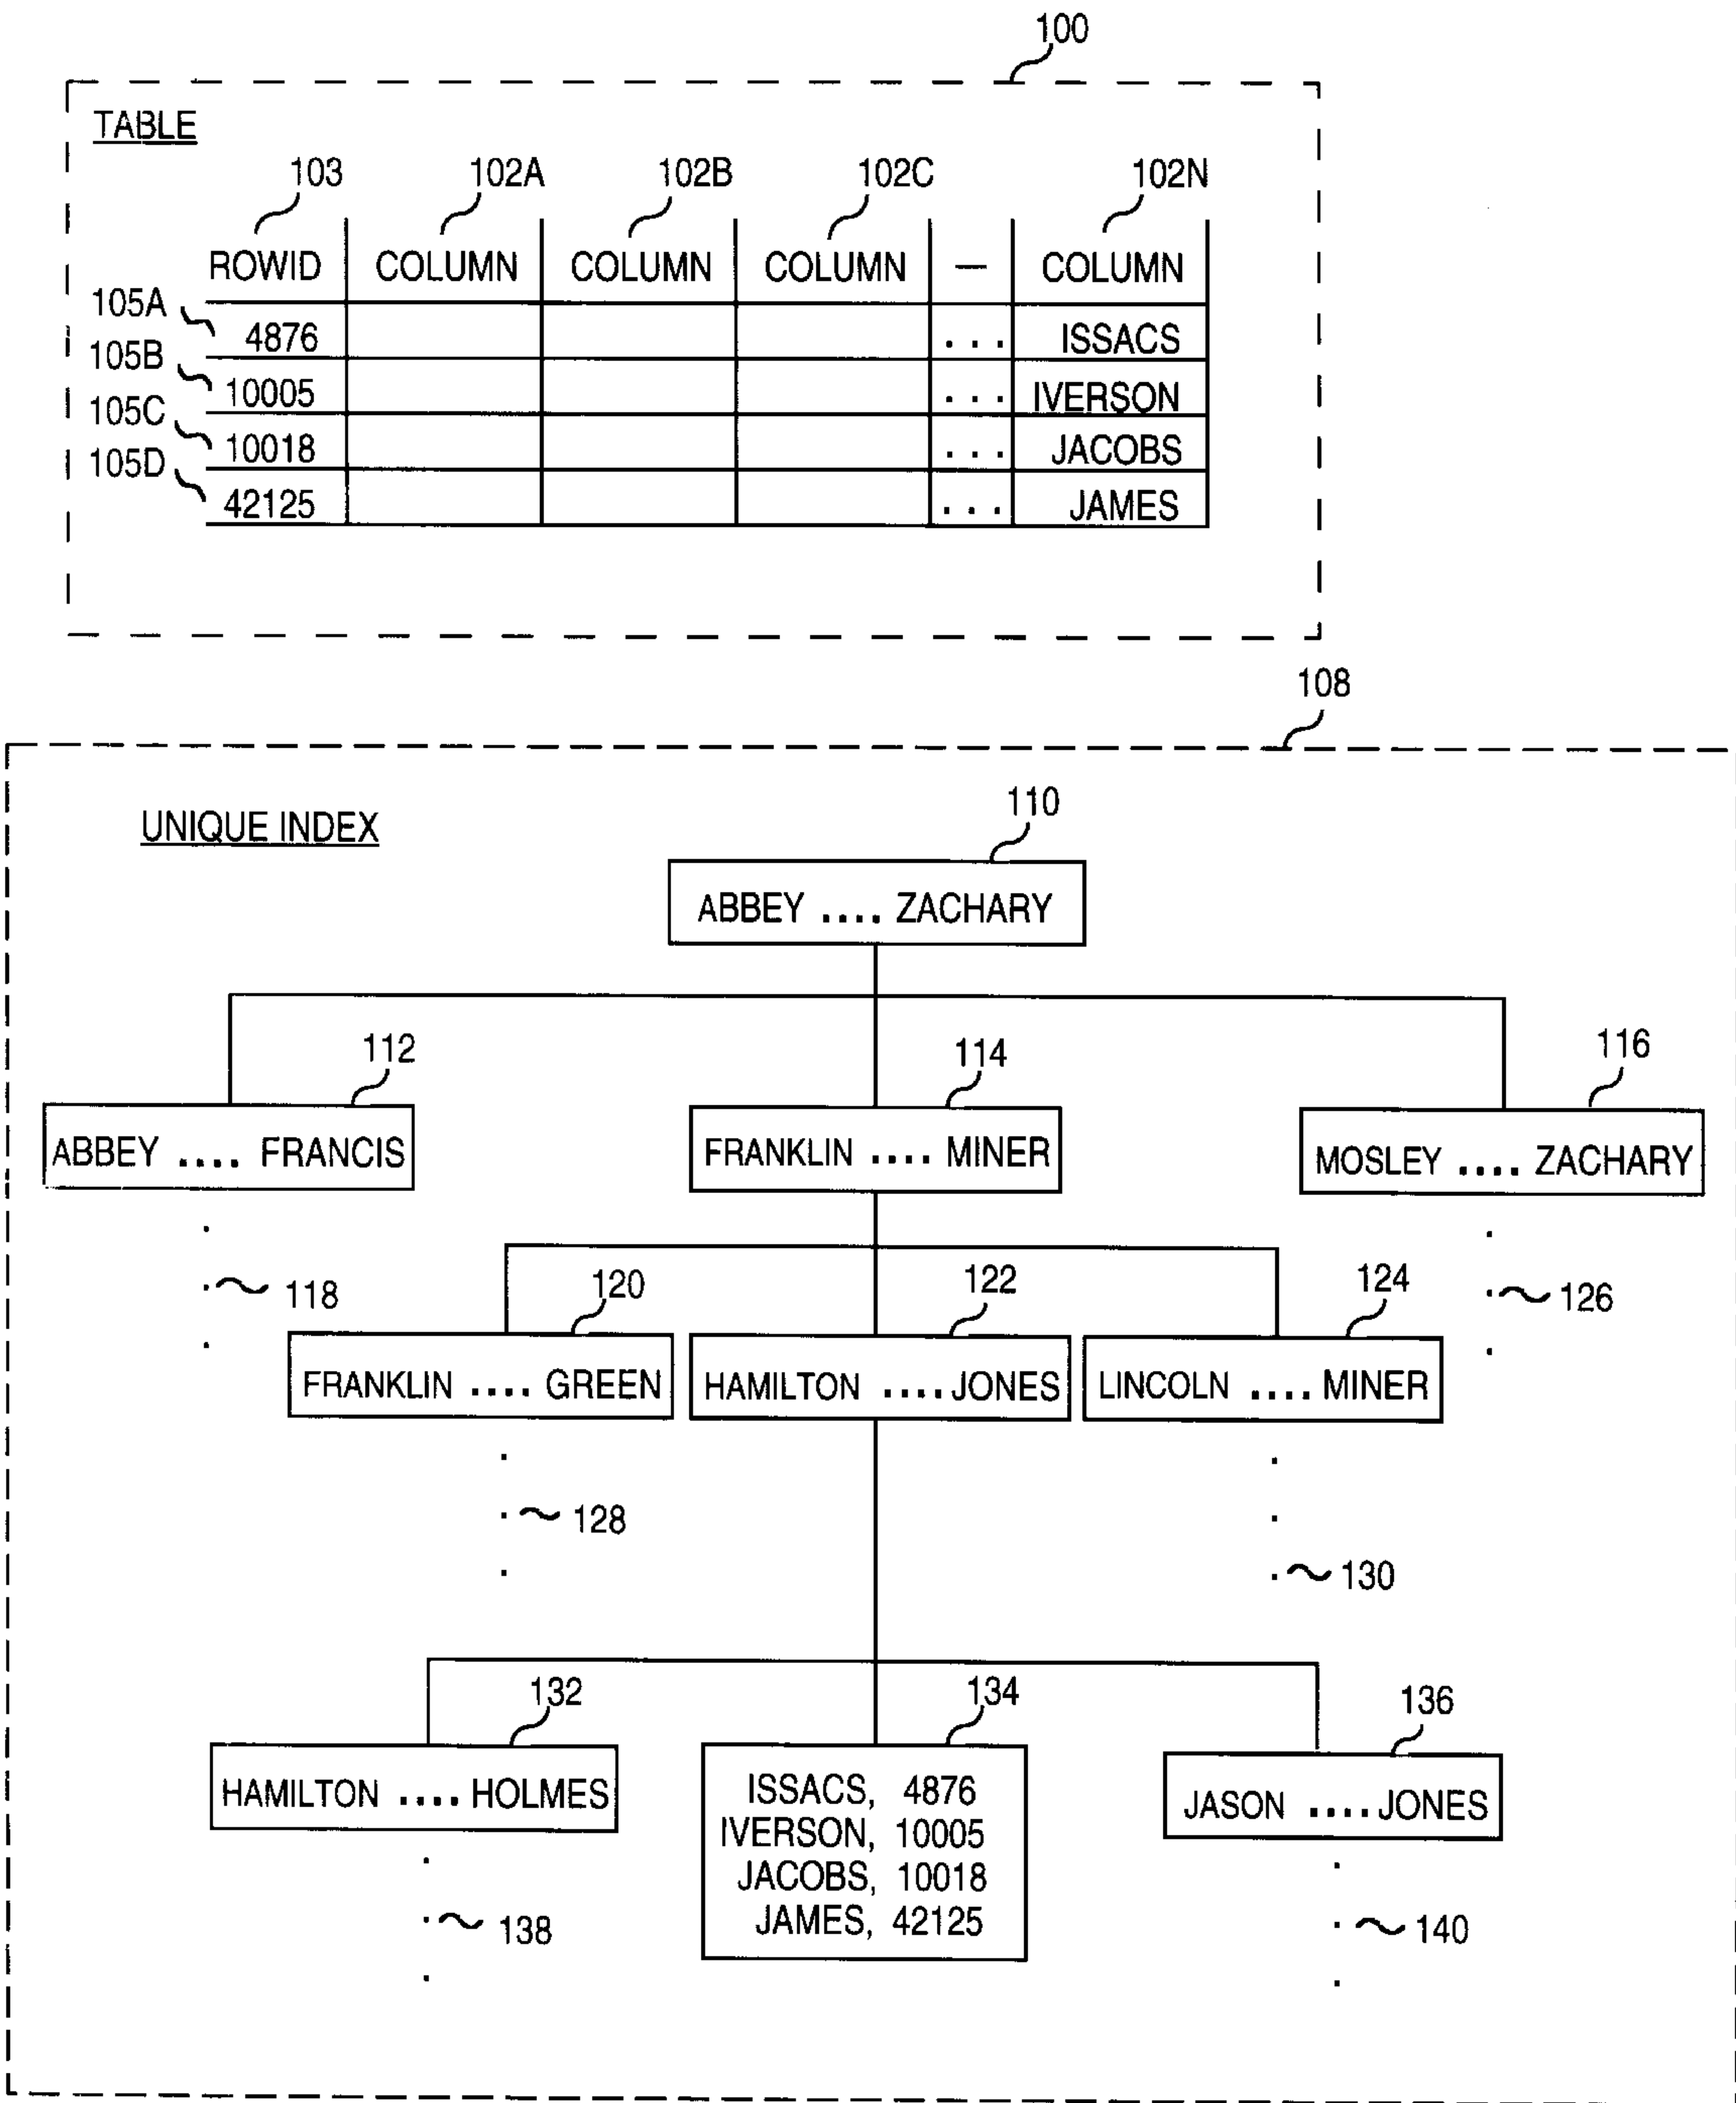 100
TABLE
103 102A 102B 102C 102N
ROWID COLUMN COLUMN COLUMN — COLUMN
105A
4876 . . . ISSACS
105B
10005 . . . IVERSON
105C
10018 . . . JACOBS
105D
42125 . . . JAMES
108
UNIQUE INDEX
110
ABBEY .... ZACHARY
112 114 116
ABBEY .... FRANCIS FRANKLIN .... MINER MOSLEY .... ZACHARY
118 120 122 124 126
FRANKLIN .... GREEN HAMILTON .... JONES LINCOLN .... MINER
128 130
132 134 136
HAMILTON .... HOLMES JASON .... JONES
ISSACS, 4876
IVERSON, 10005
JACOBS, 10018
JAMES, 42125
138 140